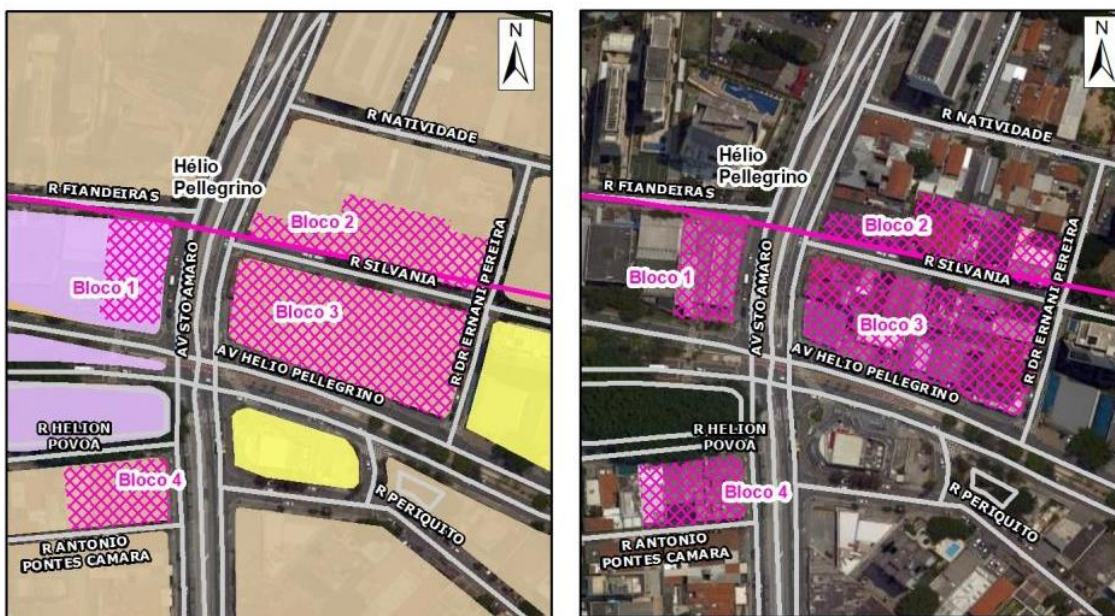 N
R NATIVIDADE
Hélio
Pellegrino
R FIANDEIRAS
Bloco 2
R SILVANIA
Bloco 1
Bloco 3
AV STO AMARO
R DR ERNANI PEREIRA
AV HELIO PELLEGRINO
R HELION
POVOA
Bloco 4
R PERIQUITO
R ANTONIO
PONTES CAMARA
N
R NATIVIDADE
Hélio
Pellegrino
R FIANDEIRAS
Bloco 2
R SILVANIA
Bloco 1
Bloco 3
AV STO AMARO
R DR ERNANI PEREIRA
AV HELIO PELLEGRINO
R HELION
POVOA
Bloco 4
R PERIQUITO
R ANTONIO
PONTES CAMARA